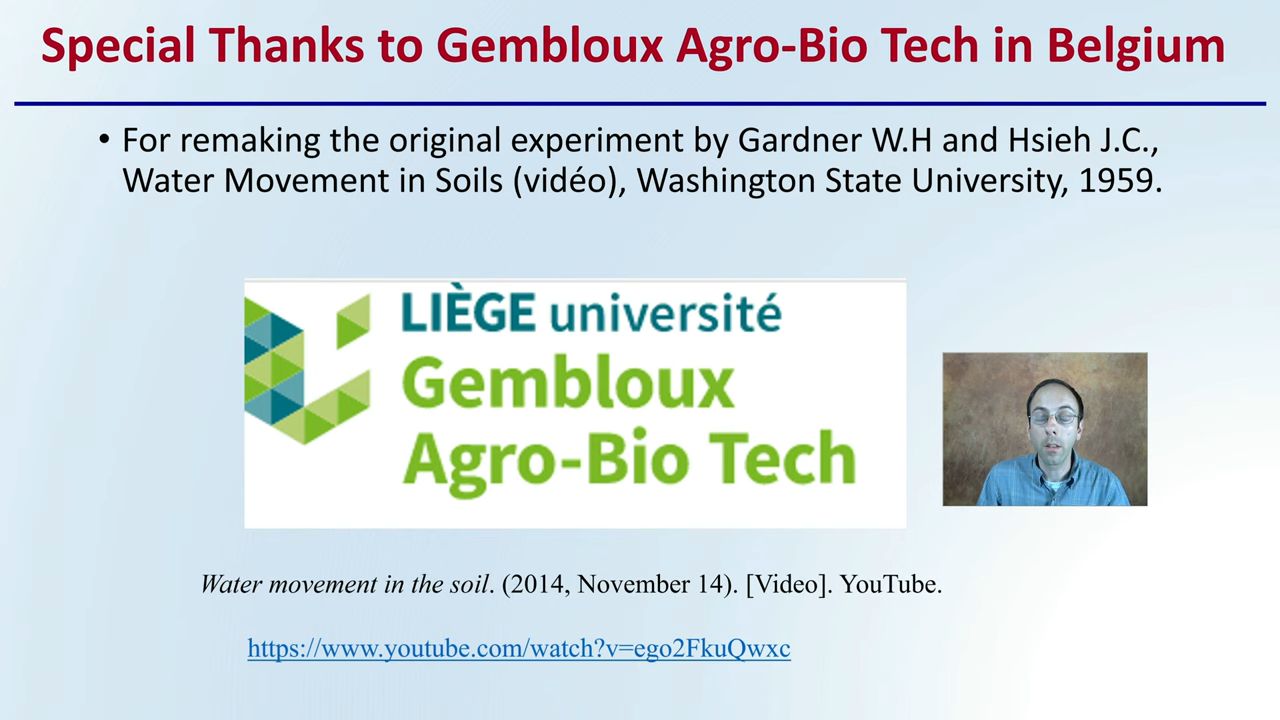 Special Thanks to Gembloux Agro-Bio Tech in Belgium
• For remaking the original experiment by Gardner W.H and Hsieh J.C.,
Water Movement in Soils (vidéo), Washington State University, 1959.
LIÈGE université
Gembloux
Agro-Bio Tech
Water movement in the soil. (2014, November 14). [Video]. YouTube.
https://www.youtube.com/watch?v=ego2FkuQwxc